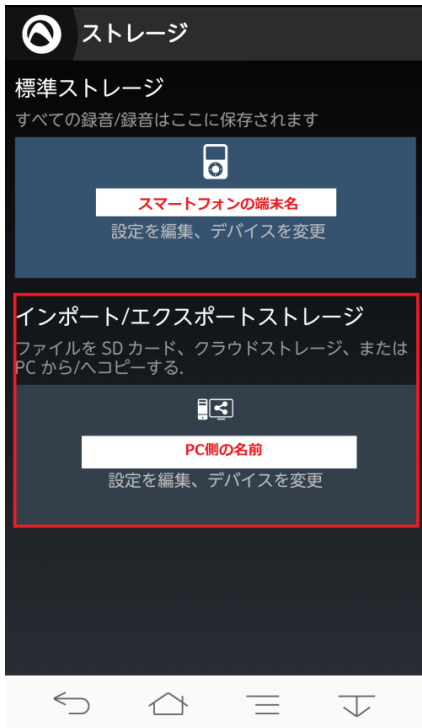 ストレージ
標準ストレージ
すべての録音/録音はここに保存されます
スマートフォンの端末名
設定を編集、デバイスを変更
インポート/エクスポートストレージ
ファイルを SD カード、クラウドストレージ、または
PC から/へコピーする.
PC側の名前
設定を編集、デバイスを変更